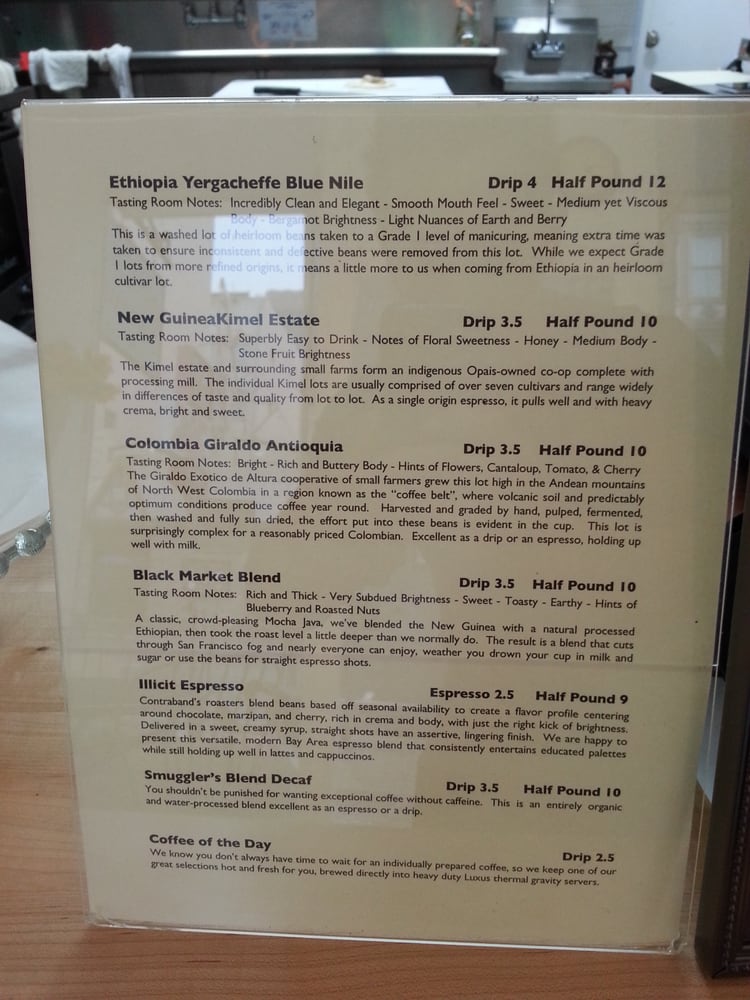 Ethiopia Yergacheffe Blue Nile Drip 4 Half Pound 12
Tasting Room Notes: Incredibly Clean and Elegant - Smooth Mouth Feel - Sweet - Medium yet Viscous
Body - Bergamot Brightness - Light Nuances of Earth and Berry
This is a washed lot of heirloom beans taken to a Grade 1 level of manicuring, meaning extra time was
taken to ensure inconsistent and defective beans were removed from this lot. While we expect Grade
1 lots from more refined origins, it means a little more to us when coming from Ethiopia in an heirloom
cultivar lot.
New GuineaKimel Estate Drip 3.5 Half Pound 10
Tasting Room Notes: Superbly Easy to Drink - Notes of Floral Sweetness - Honey - Medium Body -
Stone Fruit Brightness
The Kimel estate and surrounding small farms form an indigenous Opais-owned co-op complete with
processing mill. The individual Kimel lots are usually comprised of over seven cultivars and range widely
in differences of taste and quality from lot to lot. As a single origin espresso, it pulls well and with heavy
crema, bright and sweet.
Colombia Giraldo Antioquia Drip 3.5 Half Pound 10
Tasting Room Notes: Bright - Rich and Buttery Body - Hints of Flowers, Cantaloup, Tomato, & Cherry
The Giraldo Exotico de Altura cooperative of small farmers grew this lot high in the Andean mountains
of North West Colombia in a region known as the "coffee belt", where volcanic soil and predictably
optimum conditions produce coffee year round. Harvested and graded by hand, pulped, fermented,
then washed and fully sun dried, the effort put into these beans is evident in the cup. This lot is
surprisingly complex for a reasonably priced Colombian. Excellent as a drip or an espresso, holding up
well with milk.
Black Market Blend Drip 3.5 Half Pound 10
Tasting Room Notes: Rich and Thick - Very Subdued Brightness - Sweet - Toasty - Earthy - Hints of
Blueberry and Roasted Nuts
A classic, crowd-pleasing Mocha Java, we've blended the New Guinea with a natural processed
Ethiopian, then took the roast level a little deeper than we normally do. The result is a blend that cuts
through San Francisco fog and nearly everyone can enjoy, weather you drown your cup in milk and
sugar or use the beans for straight espresso shots.
Illicit Espresso Espresso 2.5 Half Pound 9
Contraband's roasters blend beans based off seasonal availability to create a flavor profile centering
around chocolate, marzipan, and cherry, rich in crema and body, with just the right kick of brightness.
Delivered in a sweet, creamy syrup, straight shots have an assertive, lingering finish. We are happy to
present this versatile, modern Bay Area espresso blend that consistently entertains educated palettes
while still holding up well in lattes and cappuccinos.
Smuggler's Blend Decaf Drip 3.5 Half Pound 10
You shouldn't be punished for wanting exceptional coffee without caffeine. This is an entirely organic
and water-processed blend excellent as an espresso or a drip.
Coffee of the Day Drip 2.5
We know you don't always have time to wait for an individually prepared coffee, so we keep one of our
great selections hot and fresh for you, brewed directly into heavy duty Luxus thermal gravity servers.